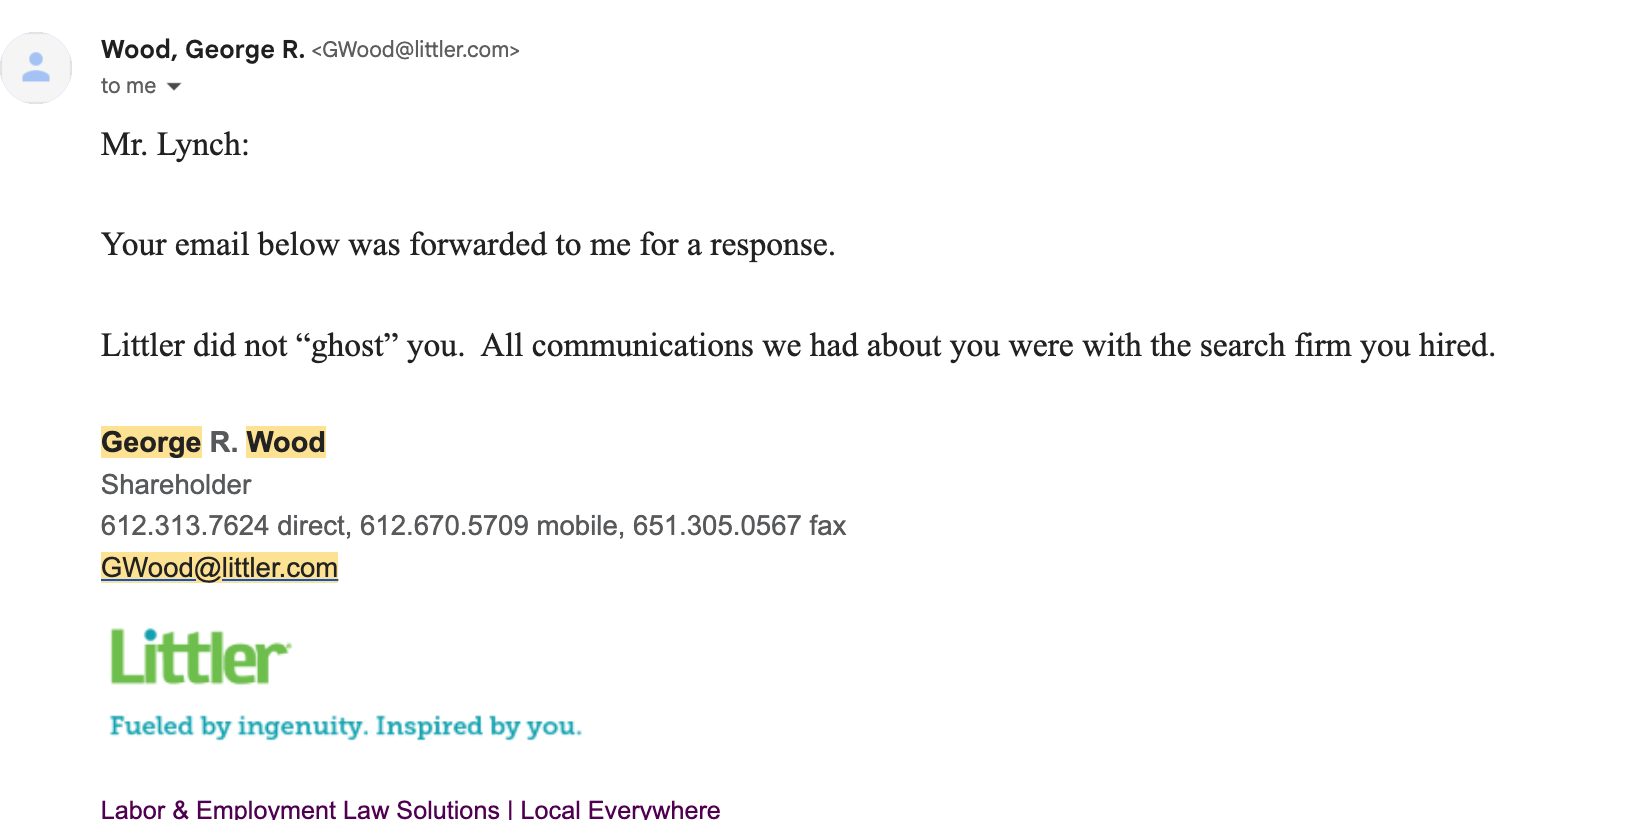 Wood, George R. <GWood@littler.com>
to me
Mr. Lynch:
Your email below was forwarded to me for a response.
Littler did not “ghost” you.  All communications we had about you were with the search firm you hired.
George R. Wood
Shareholder
612.313.7624 direct, 612.670.5709 mobile, 651.305.0567 fax
GWood@littler.com
Littler
Fueled by ingenuity. Inspired by you.
Labor & Employment Law Solutions | Local Everywhere